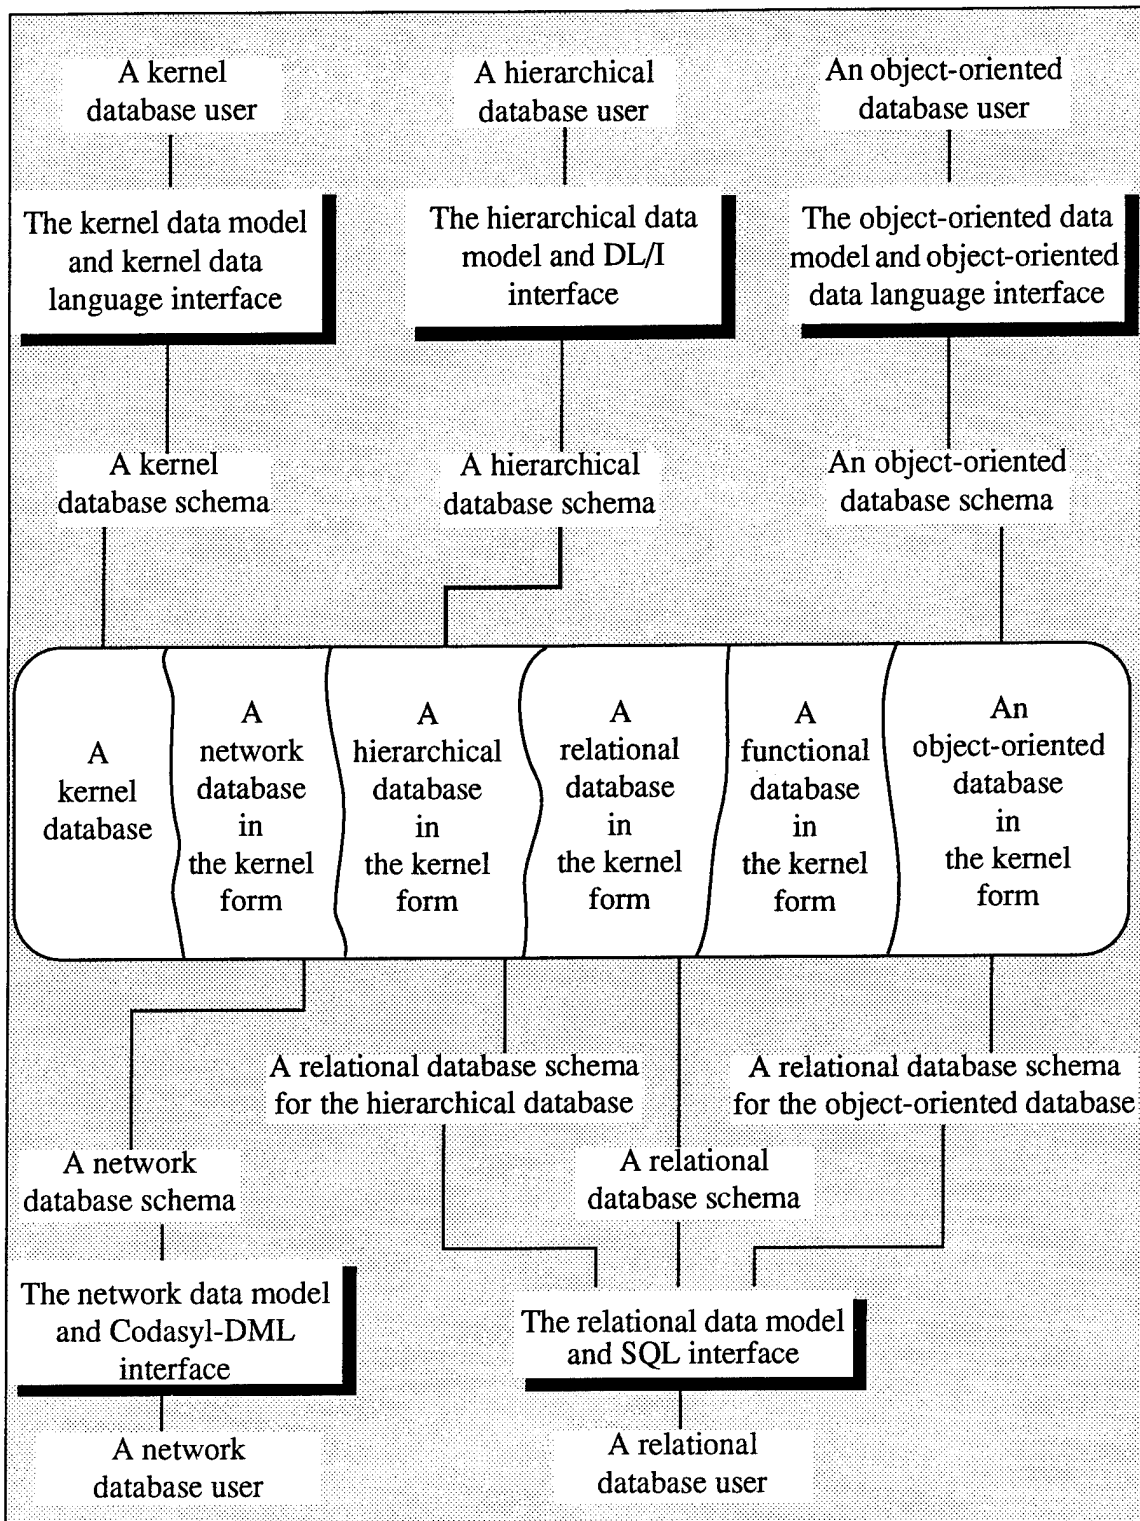 A kernel
database user
A hierarchical
database user
An object-oriented
database user
The kernel data model
and kernel data
language interface
The hierarchical data
model and DL/I
interface
The object-oriented data
model and object-oriented
data language interface
A kernel
database schema
A hierarchical
database schema
An object-oriented
database schema
A
kernel
database
A
network
database
in
the kernel
form
A
hierarchical
database
in
the kernel
form
A
relational
database
in
the kernel
form
A
functional
database
in
the kernel
form
An
object-oriented
database
in
the kernel
form
A relational database schema
for the hierarchical database
A relational database schema
for the object-oriented database
A network
database schema
A relational
database schema
The network data model
and Codasyl-DML
interface
The relational data model
and SQL interface
A network
database user
A relational
database user